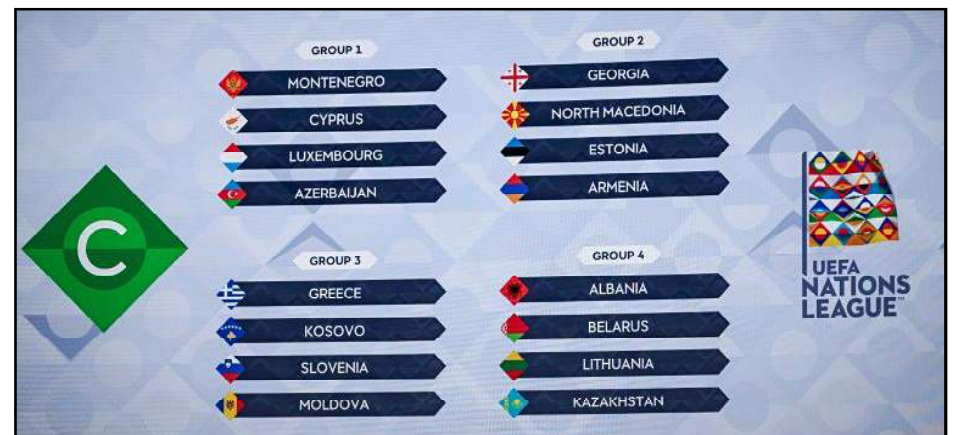 GROUP 1
MONTENEGRO
CYPRUS
LUXEMBOURG
AZERBAIJAN
GROUP 2
GEORGIA
NORTH MACEDONIA
ESTONIA
ARMENIA
C
GROUP 3
GREECE
KOSOVO
SLOVENIA
MOLDOVA
GROUP 4
ALBANIA
BELARUS
LITHUANIA
KAZAKHSTAN
UEFA
NATIONS
LEAGUE™